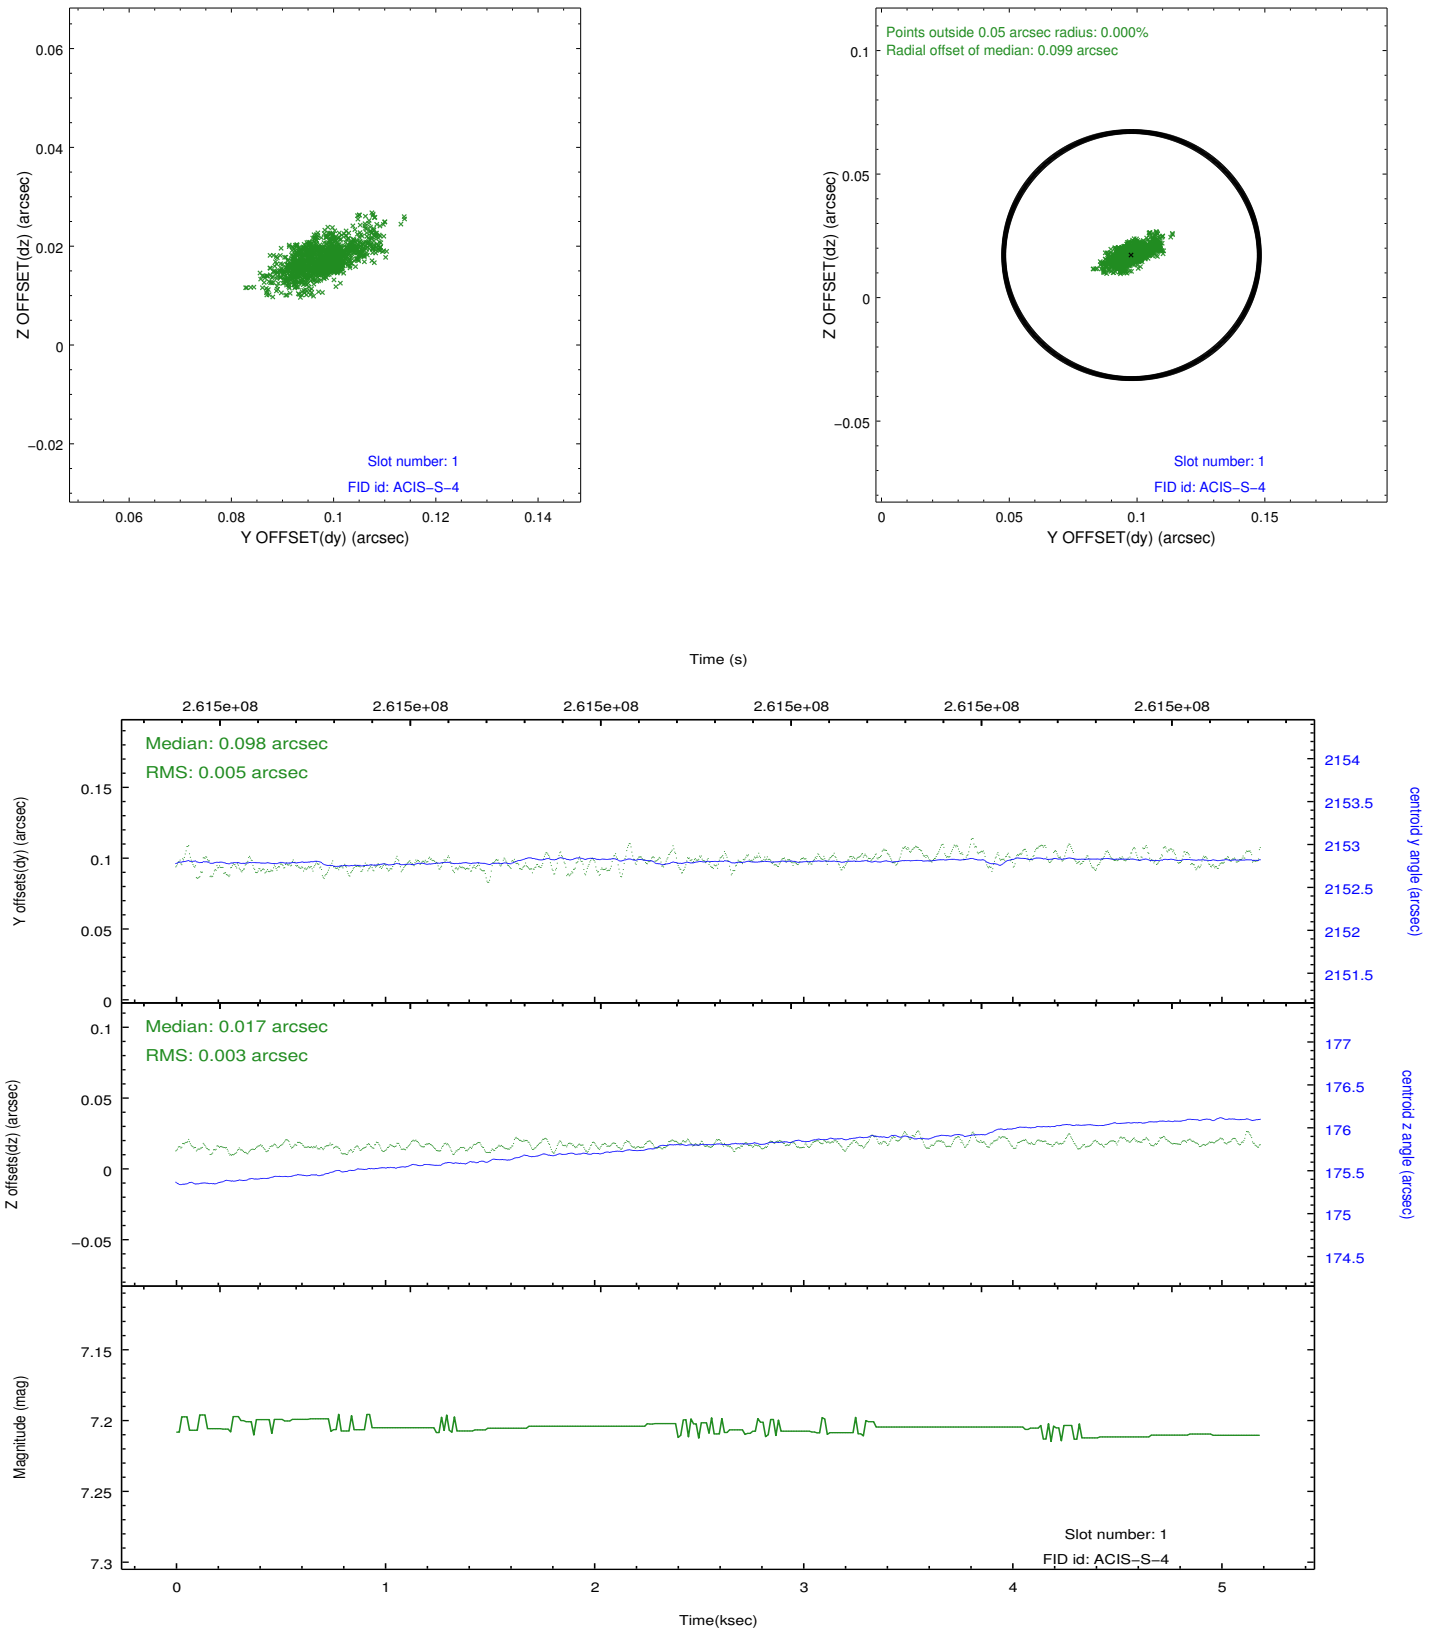 0.06
0.04
0.02
0
−0.02
Z OFFSET(dz) (arcsec)
Slot number: 1
FID id: ACIS−S−4
0.06
0.08
0.1
0.12
0.14
Y OFFSET(dy) (arcsec)
Points outside 0.05 arcsec radius: 0.000%
Radial offset of median: 0.099 arcsec
0.1
0.05
0
−0.05
Z OFFSET(dz) (arcsec)
Slot number: 1
FID id: ACIS−S−4
0
0.05
0.1
0.15
Y OFFSET(dy) (arcsec)
Time (s)
2.615e+08
2.615e+08
2.615e+08
2.615e+08
2.615e+08
2.615e+08
Median: 0.098 arcsec
RMS: 0.005 arcsec
0.15
0.1
0.05
0
Y offsets(dy) (arcsec)
2154
2153.5
2153
2152.5
2152
2151.5
centroid y angle (arcsec)
Median: 0.017 arcsec
RMS: 0.003 arcsec
0.1
0.05
0
−0.05
Z offsets(dz) (arcsec)
177
176.5
176
175.5
175
174.5
centroid z angle (arcsec)
7.15
7.2
7.25
7.3
Magnitude (mag)
Slot number: 1
FID id: ACIS−S−4
0
1
2
3
4
5
Time(ksec)